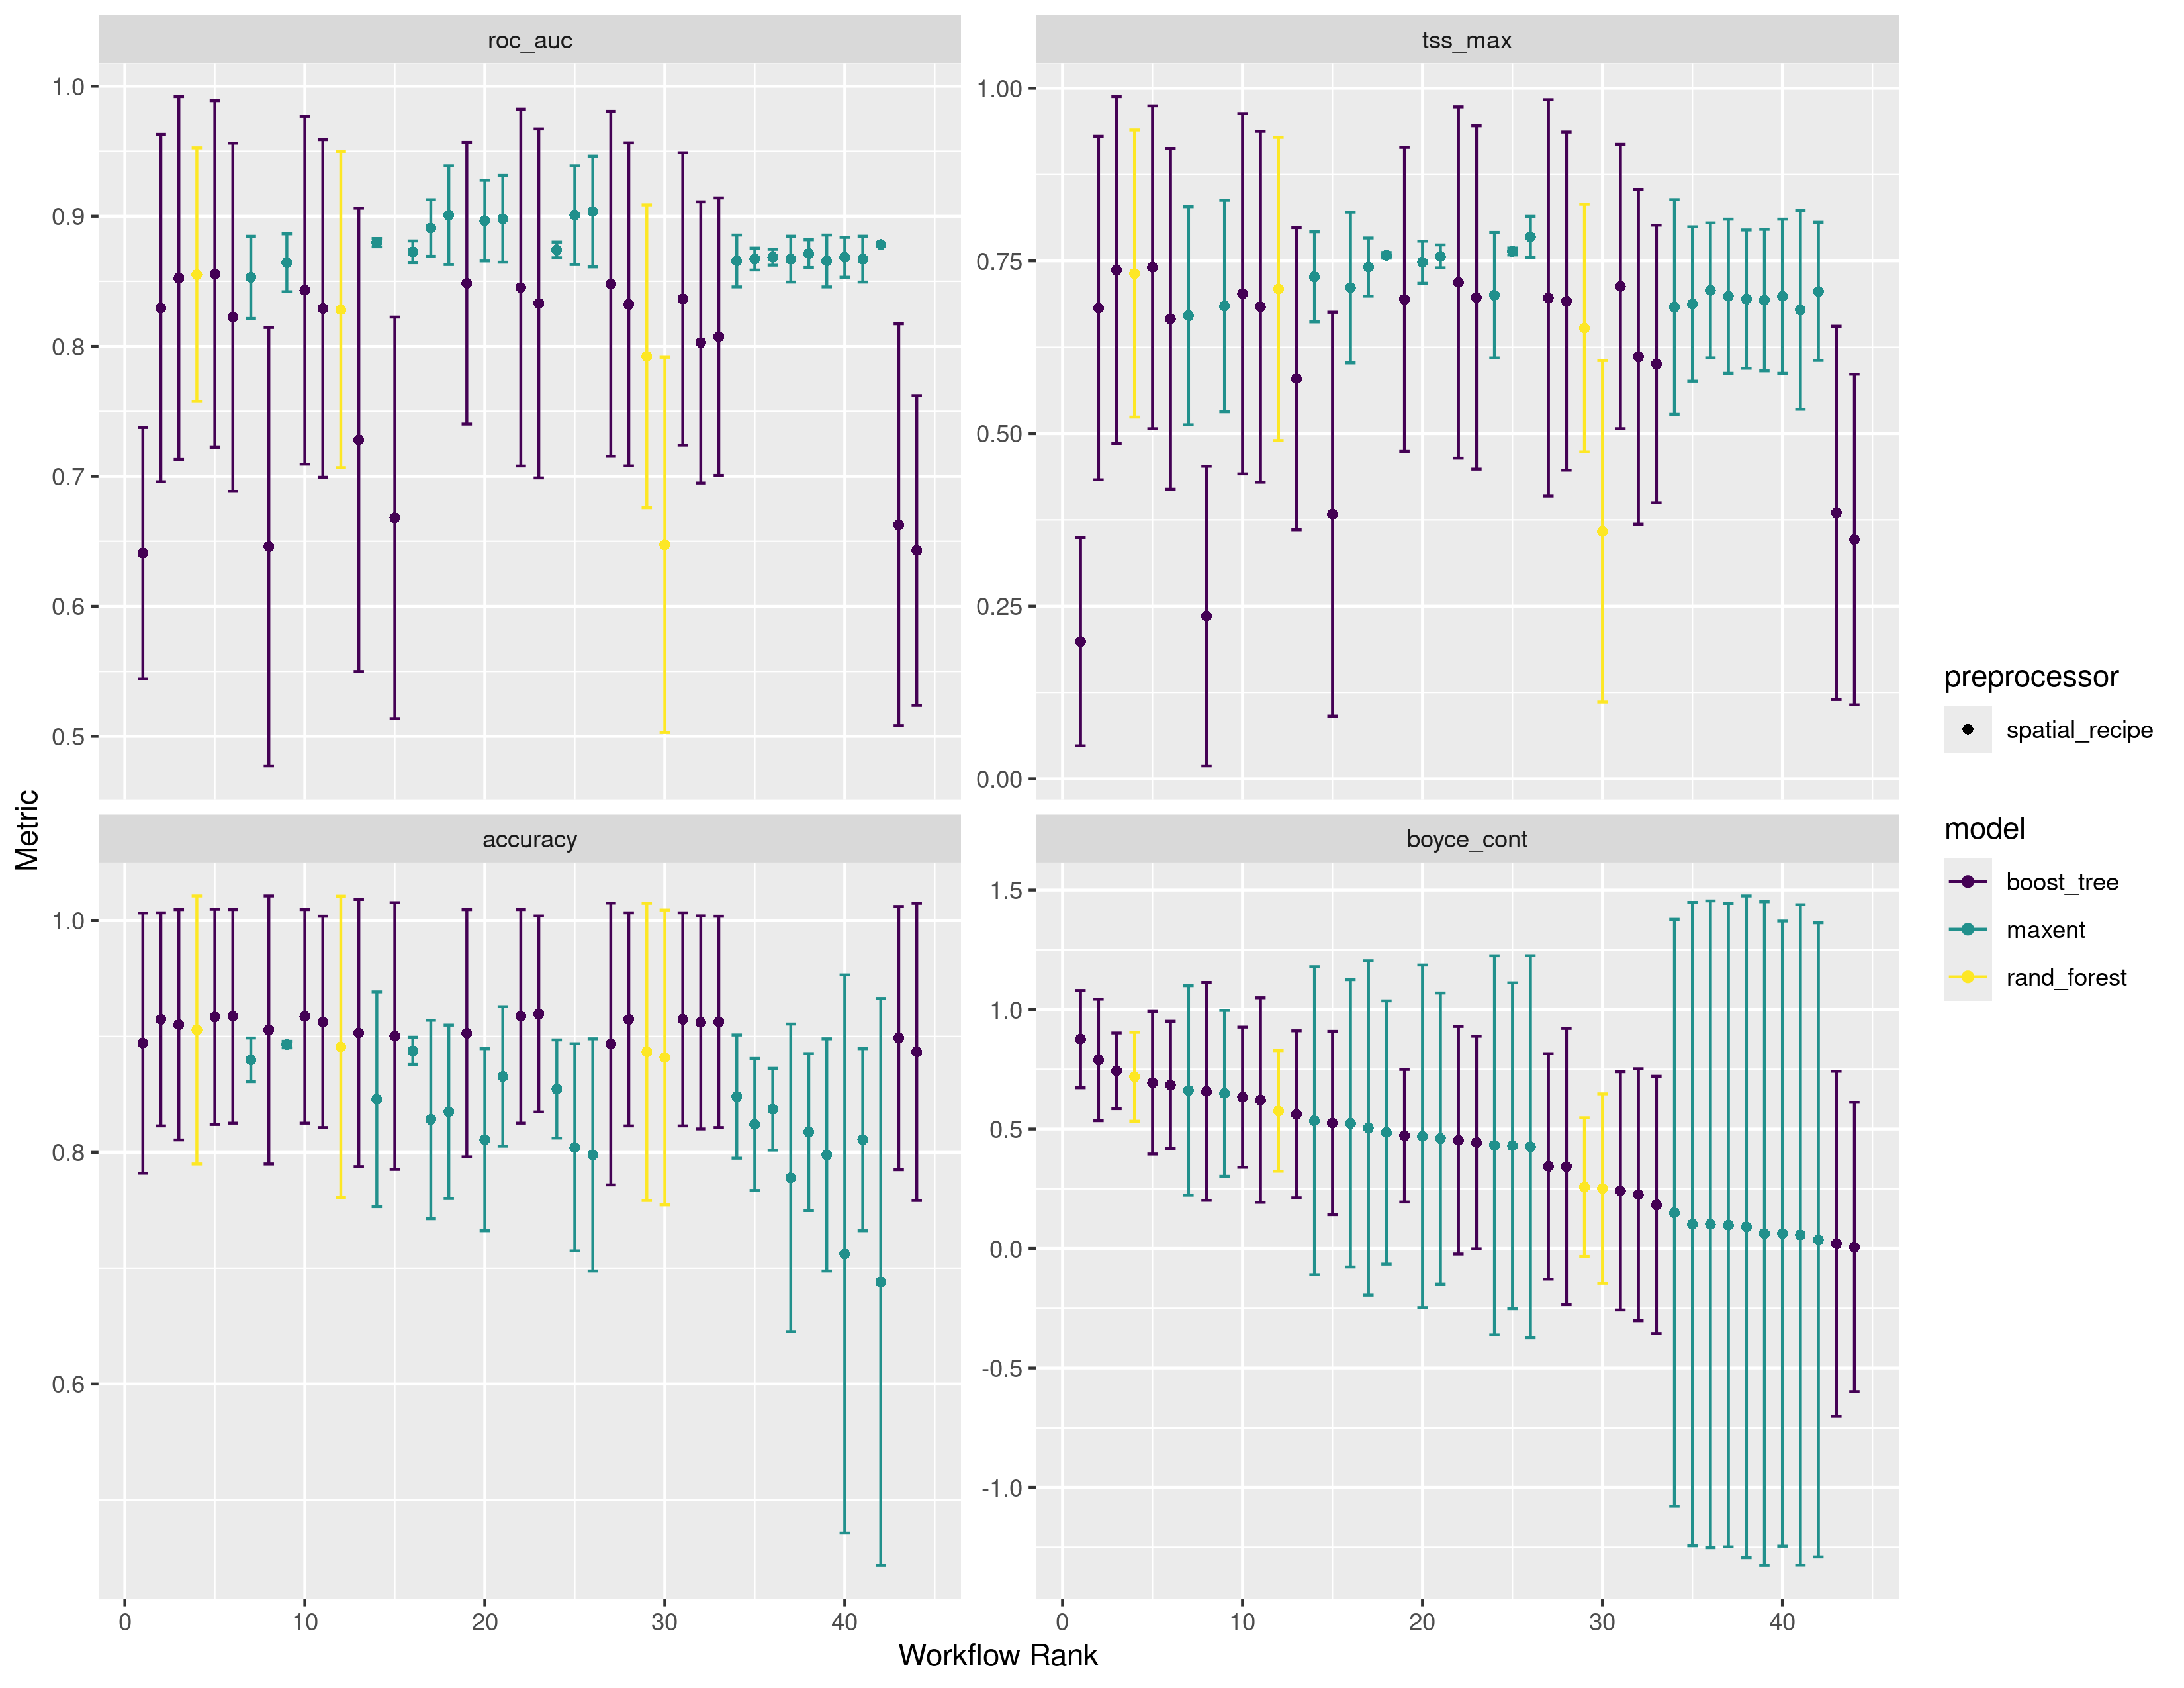 roc_auc
tss_max
1.0
0.9
0.8
0.7
0.6
0.5
1.00
0.75
0.50
0.25
0.00
accuracy
boyce_cont
1.0
0.8
0.6
1.5
1.0
0.5
0.0
-0.5
-1.0
0 10 20 30 40
0 10 20 30 40
Metric
Workflow Rank
preprocessor
spatial_recipe
model
boost_tree
maxent
rand_forest